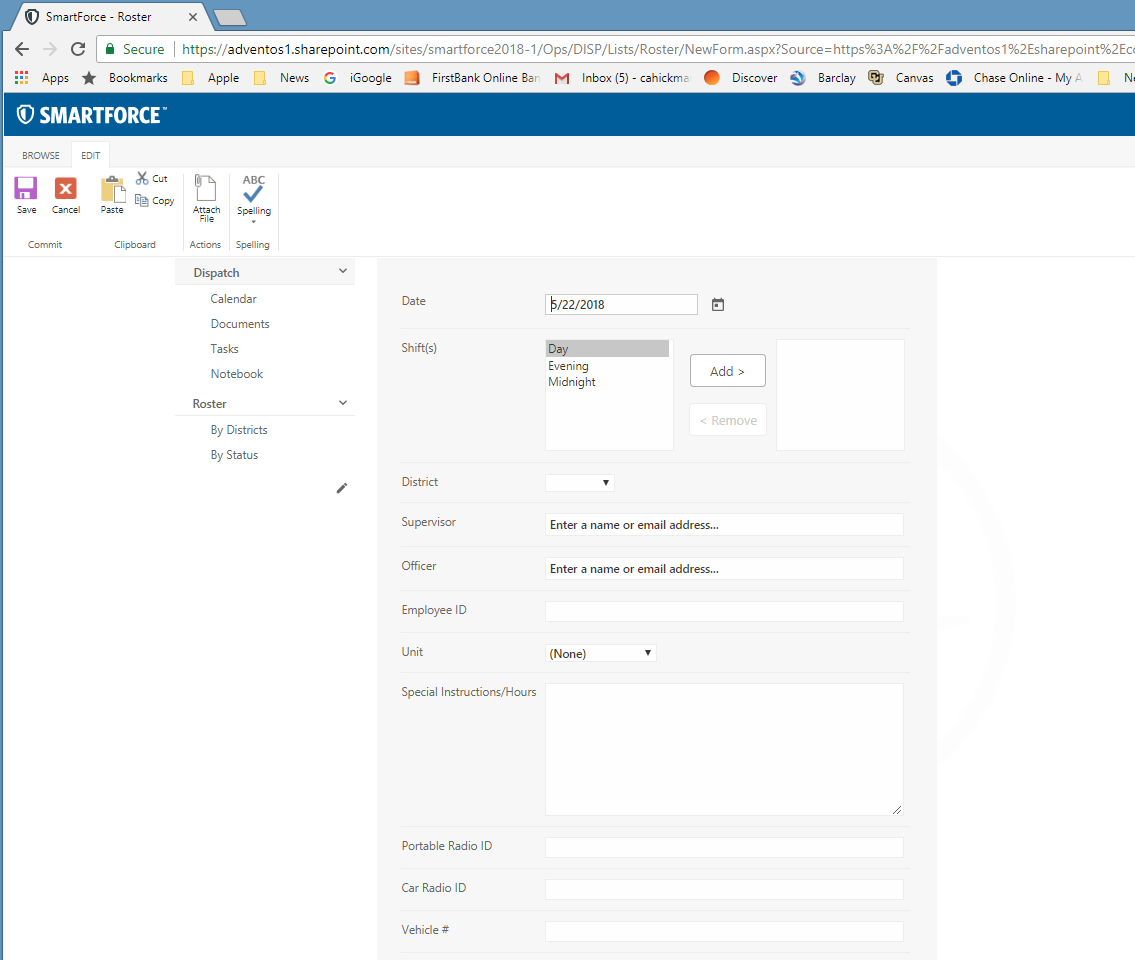 SmartForce - Roster
Secure | https://adventos1.sharepoint.com/sites/smartforce2018-1/Ops/DISP/Lists/Roster/NewForm.aspx?Source=https%3A%2F%2Fadventos1%2Esharepoint%2Ec
Apps Bookmarks Apple News iGoogle FirstBank Online Ban Inbox (5) - cahickma Discover Barclay Canvas Chase Online - My A
SMARTFORCE™
BROWSE EDIT
Save Cancel Paste Cut Copy Attach File ABC Spelling
Commit Clipboard Actions Spelling
Dispatch
Calendar
Documents
Tasks
Notebook
Roster
By Districts
By Status
Date 5/22/2018
Shift(s) Day
Evening
Midnight
Add >
< Remove
District
Supervisor Enter a name or email address...
Officer Enter a name or email address...
Employee ID
Unit (None)
Special Instructions/Hours
Portable Radio ID
Car Radio ID
Vehicle #